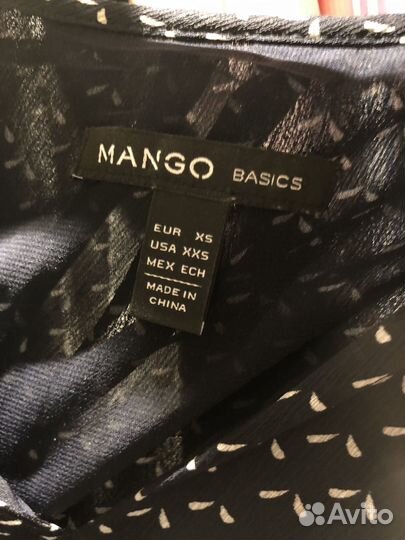 MANGO BASICS
EUR XS
USA XXS
MEX ECH
MADE IN
CHINA
Avito